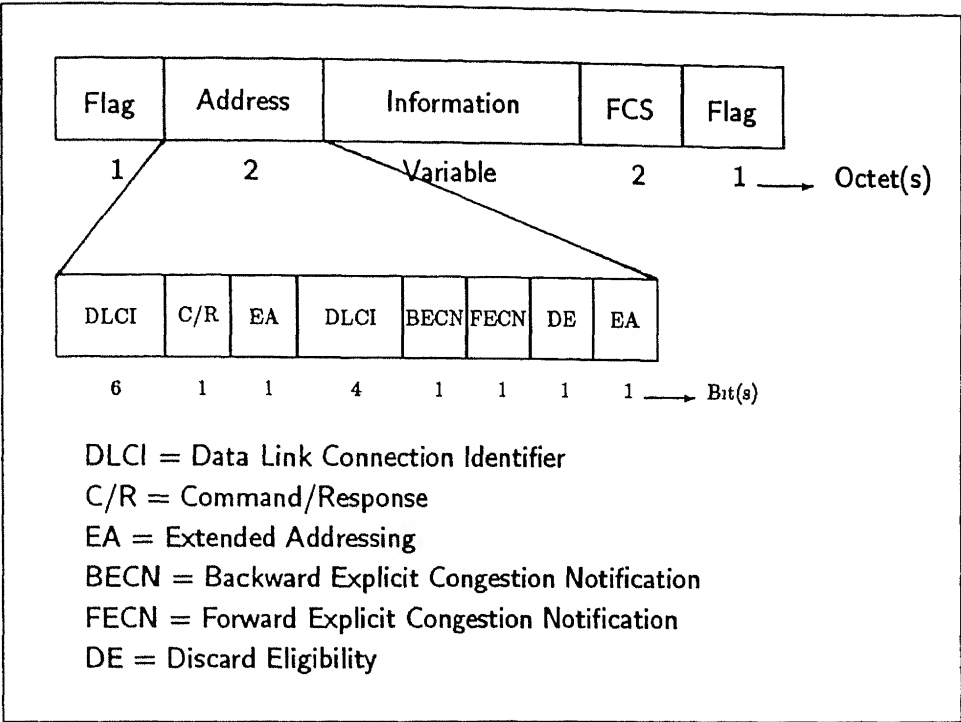 Flag Address Information FCS Flag
1 2 Variable 2 1 Octet(s)
DLCI C/R EA DLCI BECN FECN DE EA
6 1 1 4 1 1 1 1 Bit(s)
DLCI = Data Link Connection Identifier
C/R = Command/Response
EA = Extended Addressing
BECN = Backward Explicit Congestion Notification
FECN = Forward Explicit Congestion Notification
DE = Discard Eligibility